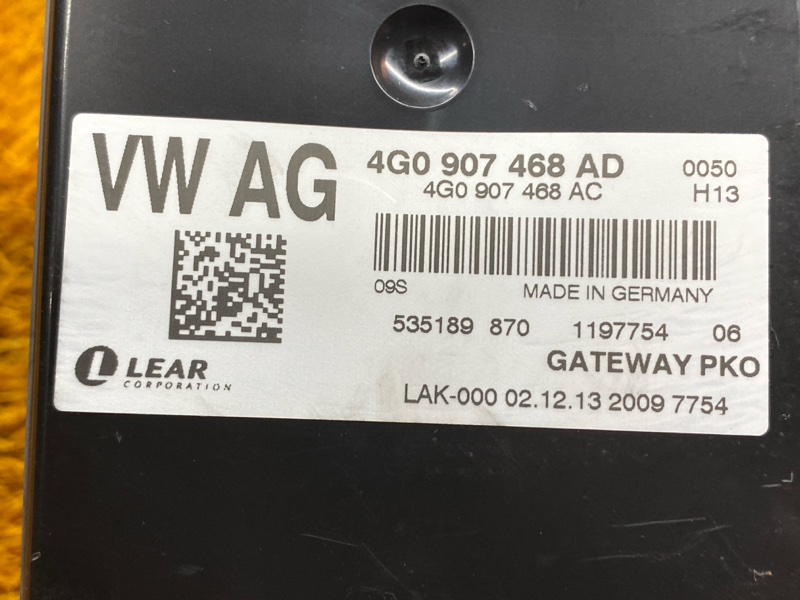 VW AG
4G0 907 468 AD 0050
4G0 907 468 AC H13
09S MADE IN GERMANY
535189 870 1197754 06
GATEWAY PKO
LEAR
CORPORATION
LAK-000 02.12.13 2009 7754